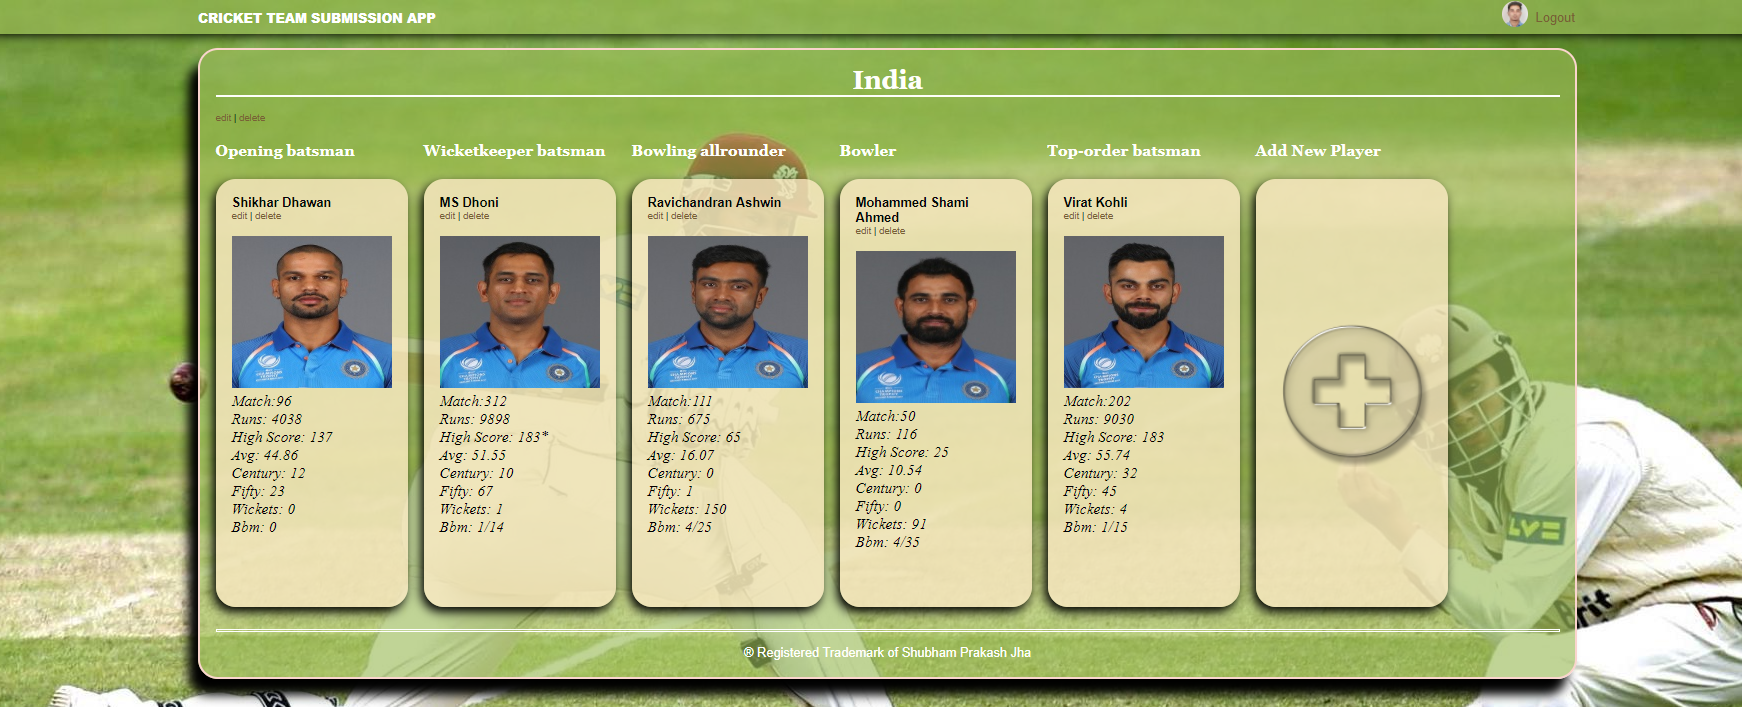 CRICKET TEAM SUBMISSION APP
Logout
India
edit | delete
Opening batsman
Wicketkeeper batsman
Bowling allrounder
Bowler
Top-order batsman
Add New Player
Shikhar Dhawan
edit | delete
Match:96
Runs: 4038
High Score: 137
Avg: 44.86
Century: 12
Fifty: 23
Wickets: 0
Bbm: 0
MS Dhoni
edit | delete
Match:312
Runs: 9898
High Score: 183*
Avg: 51.55
Century: 10
Fifty: 67
Wickets: 1
Bbm: 1/14
Ravichandran Ashwin
edit | delete
Match:111
Runs: 675
High Score: 65
Avg: 16.07
Century: 0
Fifty: 1
Wickets: 150
Bbm: 4/25
Mohammed Shami
Ahmed
edit | delete
Match:50
Runs: 116
High Score: 25
Avg: 10.54
Century: 0
Fifty: 0
Wickets: 91
Bbm: 4/35
Virat Kohli
edit | delete
Match:202
Runs: 9030
High Score: 183
Avg: 55.74
Century: 32
Fifty: 45
Wickets: 4
Bbm: 1/15
® Registered Trademark of Shubham Prakash Jha